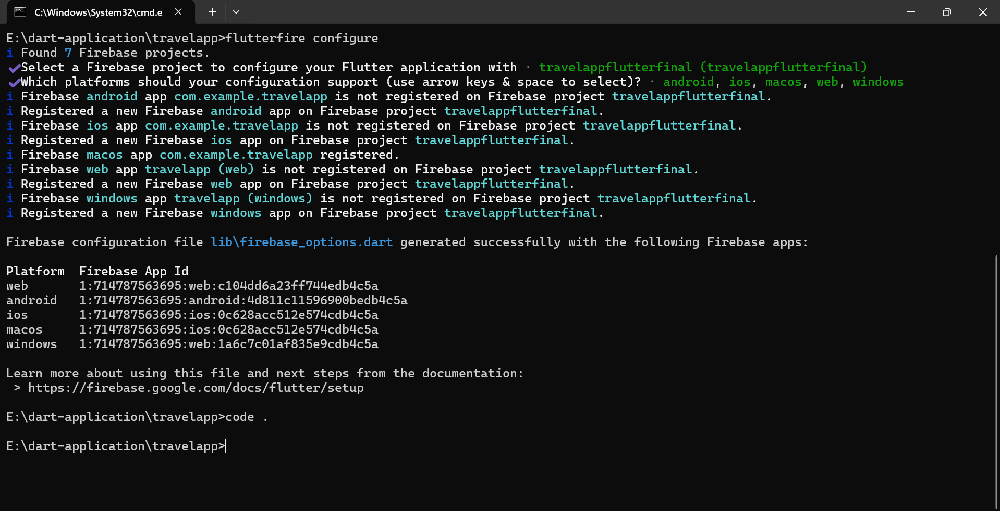 C:\Windows\System32\cmd.e
E:\dart-application\travelapp>flutterfire configure
i Found 7 Firebase projects.
✔Select a Firebase project to configure your Flutter application with · travelappflutterfinal (travelappflutterfinal)
✔Which platforms should your configuration support (use arrow keys & space to select)? · android, ios, macos, web, windows
i Firebase android app com.example.travelapp is not registered on Firebase project travelappflutterfinal.
i Registered a new Firebase android app on Firebase project travelappflutterfinal.
i Firebase ios app com.example.travelapp is not registered on Firebase project travelappflutterfinal.
i Registered a new Firebase ios app on Firebase project travelappflutterfinal.
i Firebase macos app com.example.travelapp registered.
i Firebase web app travelapp (web) is not registered on Firebase project travelappflutterfinal.
i Registered a new Firebase web app on Firebase project travelappflutterfinal.
i Firebase windows app travelapp (windows) is not registered on Firebase project travelappflutterfinal.
i Registered a new Firebase windows app on Firebase project travelappflutterfinal.
Firebase configuration file lib\firebase_options.dart generated successfully with the following Firebase apps:
Platform  Firebase App Id
web       1:714787563695:web:c104dd6a23ff744edb4c5a
android   1:714787563695:android:4d811c11596900bedb4c5a
ios       1:714787563695:ios:0c628acc512e574cdb4c5a
macos     1:714787563695:ios:0c628acc512e574cdb4c5a
windows   1:714787563695:web:1a6c7c01af835e9cdb4c5a
Learn more about using this file and next steps from the documentation:
 > https://firebase.google.com/docs/flutter/setup
E:\dart-application\travelapp>code .
E:\dart-application\travelapp>